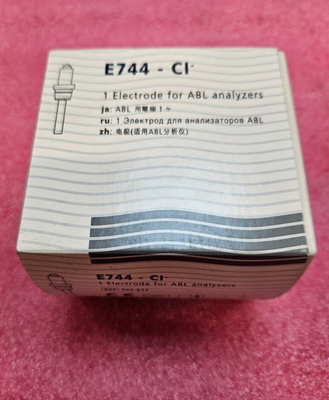 E744 - Cl⁻
1 Electrode for ABL analyzers
ja: ABL 用電極 1ヶ
ru: 1 Электрод для анализаторов ABL
zh: 电极(适用ABL分析仪)
E744 - Cl⁻
1 Electrode for ABL analyzers